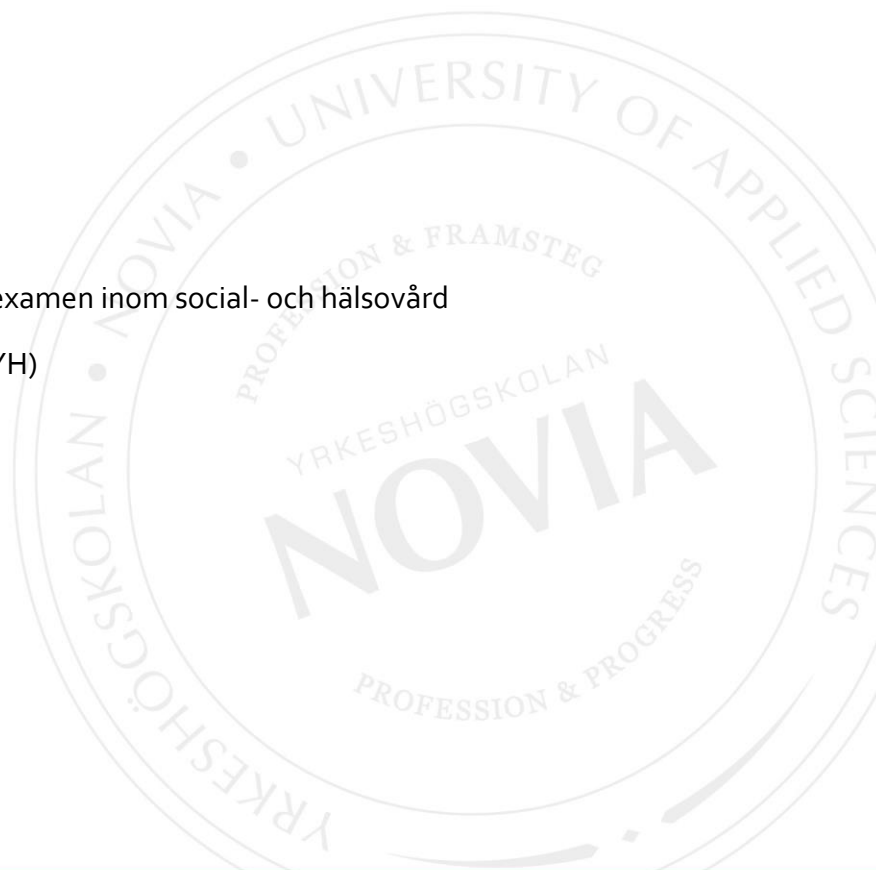 NOVIA • UNIVERSITY OF APPLIED SCIENCES
PROFESSION & FRAMSTEG
examen inom social- och hälsovård
YH)
YRKESHÖGSKOLAN
NOVIA
PROFESSION & PROGRESS
YRKESHÖGSKOLAN •